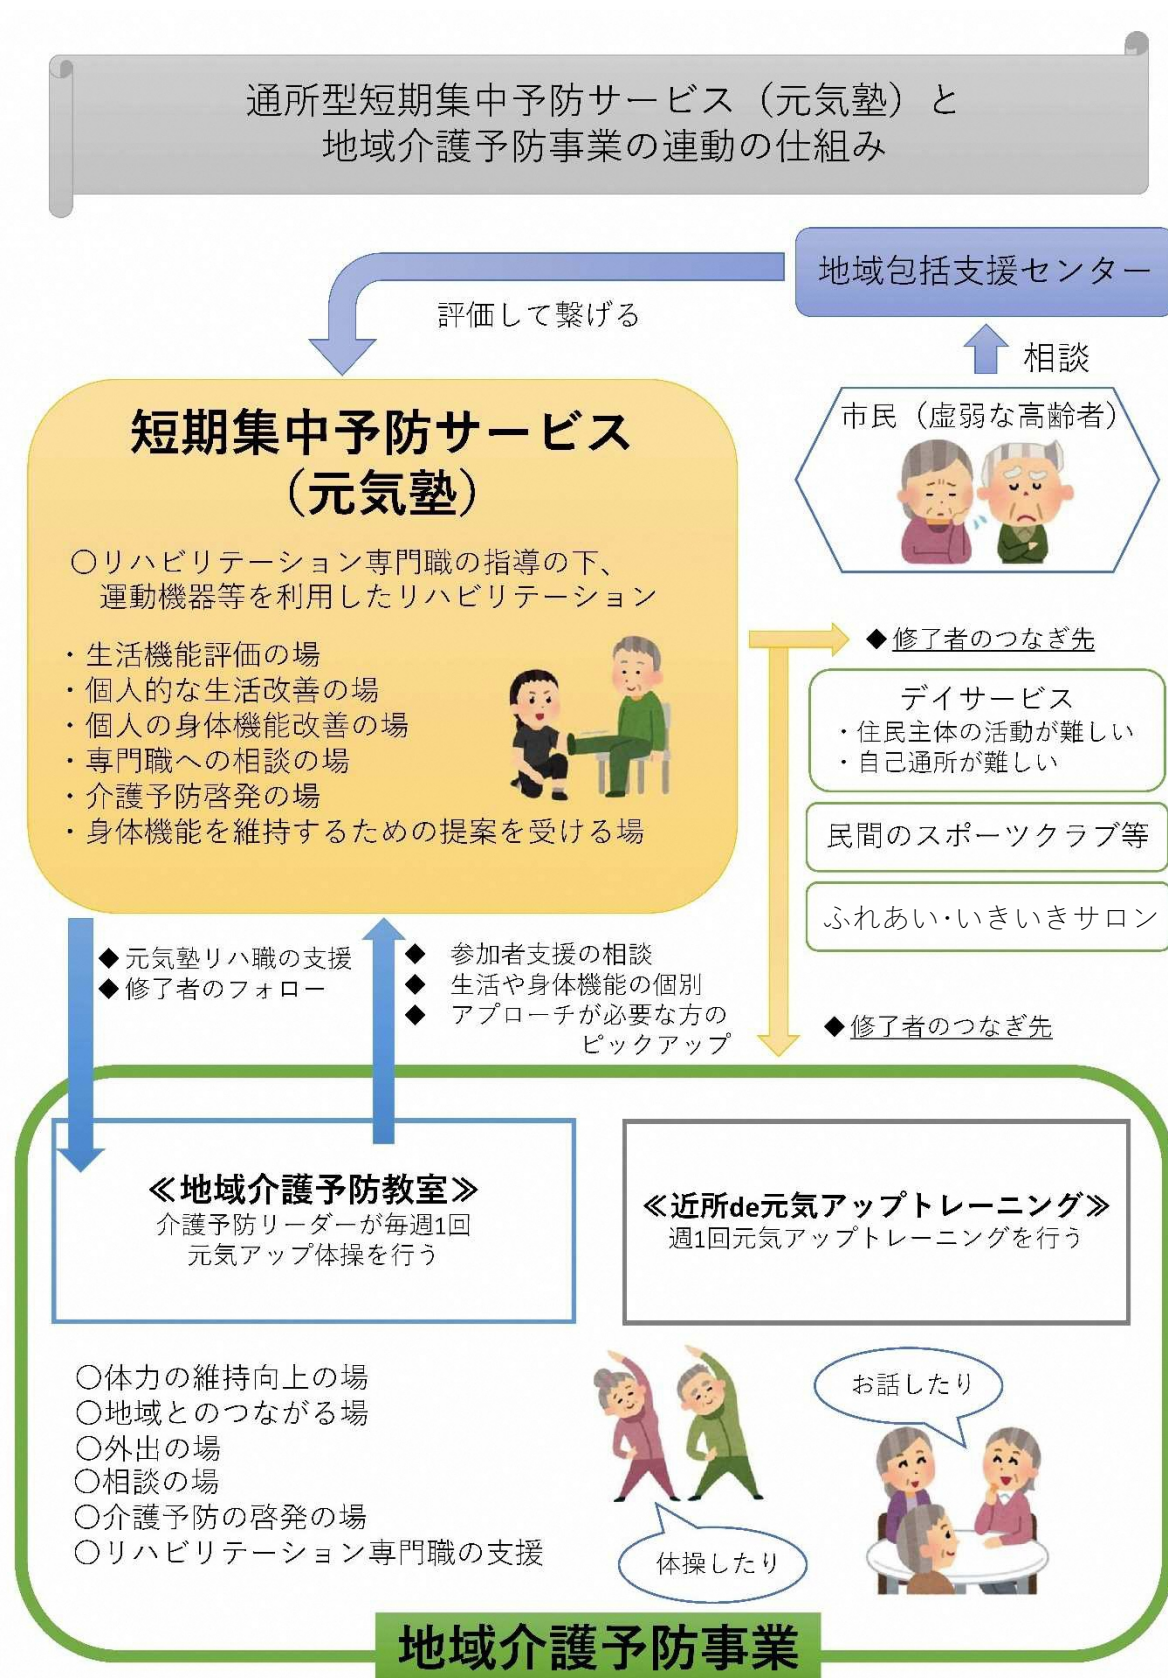 通所型短期集中予防サービス（元気塾）と
地域介護予防事業の連動の仕組み
地域包括支援センター
評価して繋げる
相談
市民（虚弱な高齢者）
短期集中予防サービス
（元気塾）
〇リハビリテーション専門職の指導の下、
運動機器等を利用したリハビリテーション
・生活機能評価の場
・個人的な生活改善の場
・個人の身体機能改善の場
・専門職への相談の場
・介護予防啓発の場
・身体機能を維持するための提案を受ける場
◆修了者のつなぎ先
デイサービス
・住民主体の活動が難しい
・自己通所が難しい
民間のスポーツクラブ等
ふれあい・いきいきサロン
◆元気塾リハ職の支援
◆修了者のフォロー
◆ 参加者支援の相談
◆ 生活や身体機能の個別
◆ アプローチが必要な方の
ピックアップ
◆修了者のつなぎ先
≪地域介護予防教室≫
介護予防リーダーが毎週1回
元気アップ体操を行う
≪近所de元気アップトレーニング≫
週1回元気アップトレーニングを行う
〇体力の維持向上の場
〇地域とのつながる場
〇外出の場
〇相談の場
〇介護予防の啓発の場
〇リハビリテーション専門職の支援
体操したり
お話したり
地域介護予防事業